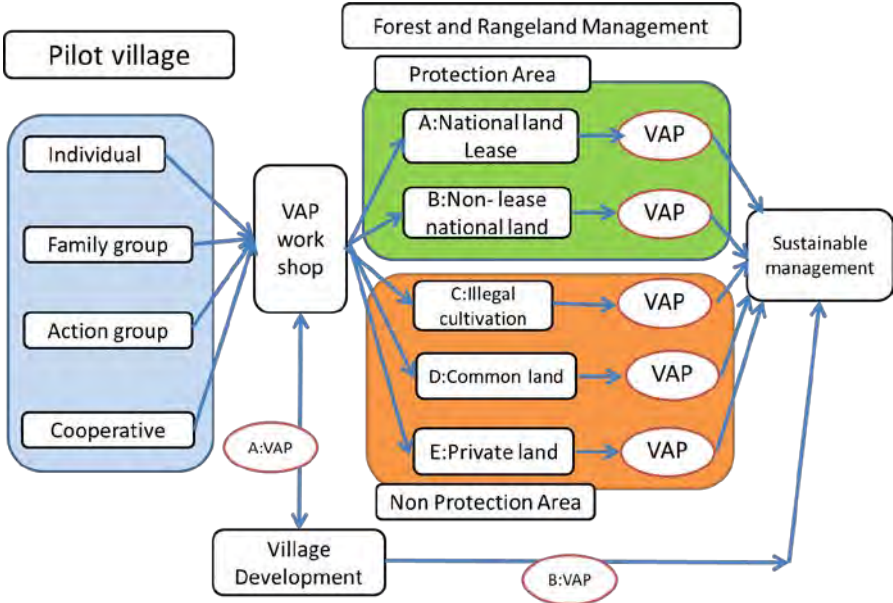 Forest and Rangeland Management
Pilot village
Protection Area
Individual
Family group
Action group
Cooperative
VAP
work
shop
A:National land
Lease
VAP
B:Non- lease
national land
VAP
C:Illegal
cultivation
VAP
D:Common land
VAP
E:Private land
VAP
Non Protection Area
Sustainable
management
A:VAP
Village
Development
B:VAP